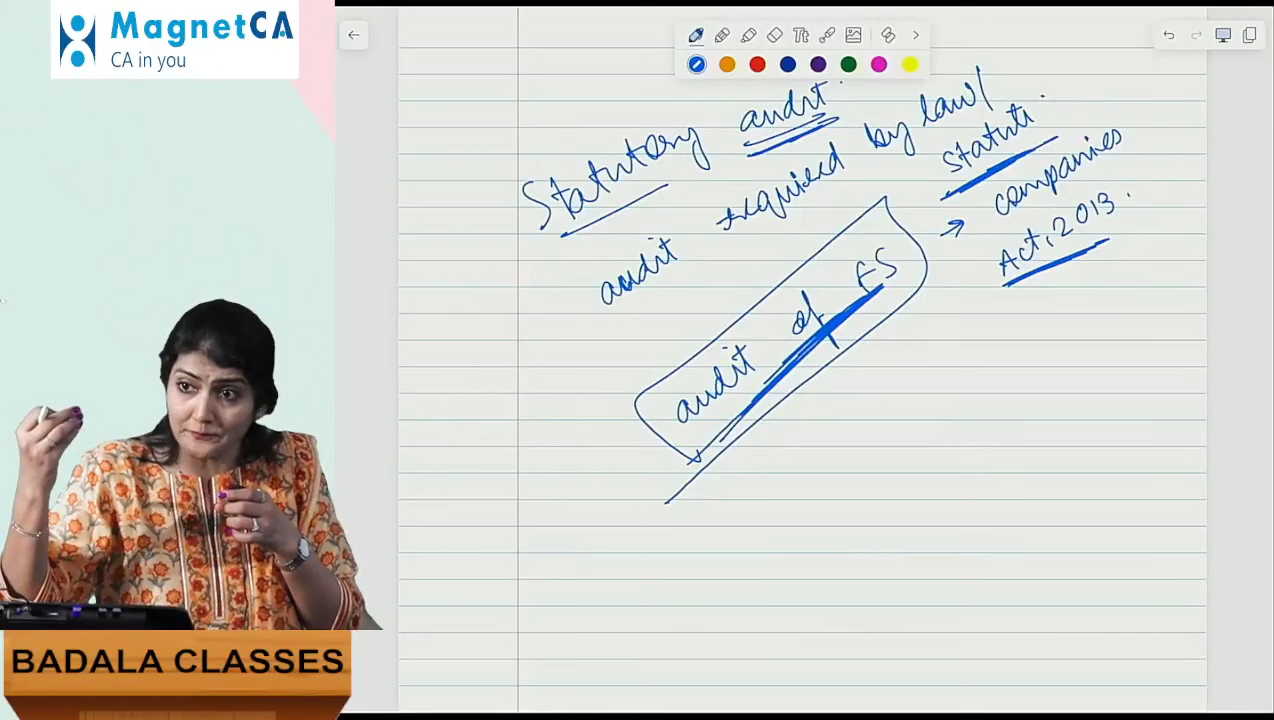 MagnetCA
CA in you
Statutory audit.
audit required by law/
Statute.
→ companies
Act, 2013.
audit of FS
BADALA CLASSES